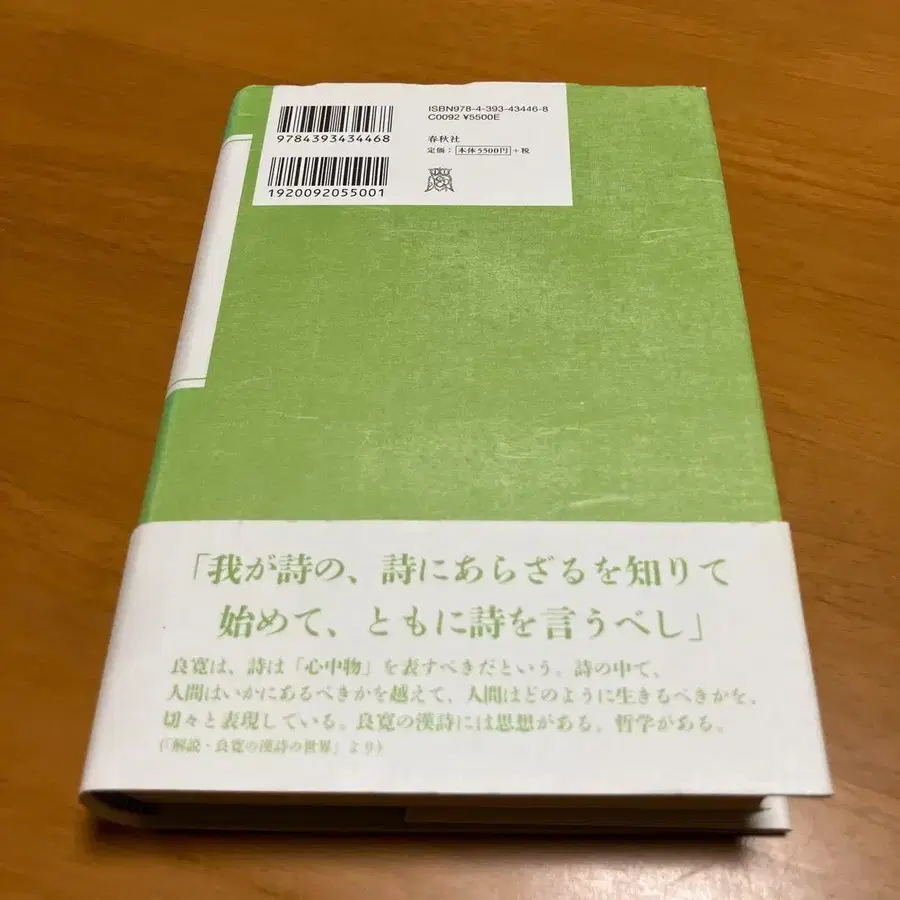 ISBN978-4-393-43446-8
C0092 ¥5500E
9784393434468
春秋社
定価：本体5500円+税
1920092055001
「我が詩の、詩にあらざるを知りて
始めて、ともに詩を言うべし」
良寛は、詩は「心中物」を表すべきだという。詩の中で、
人間はいかにあるべきかを越えて、人間はどのように生きるべきかを、
切々と表現している。良寛の漢詩には思想がある。哲学がある。
(「解説・良寛の漢詩の世界」より)